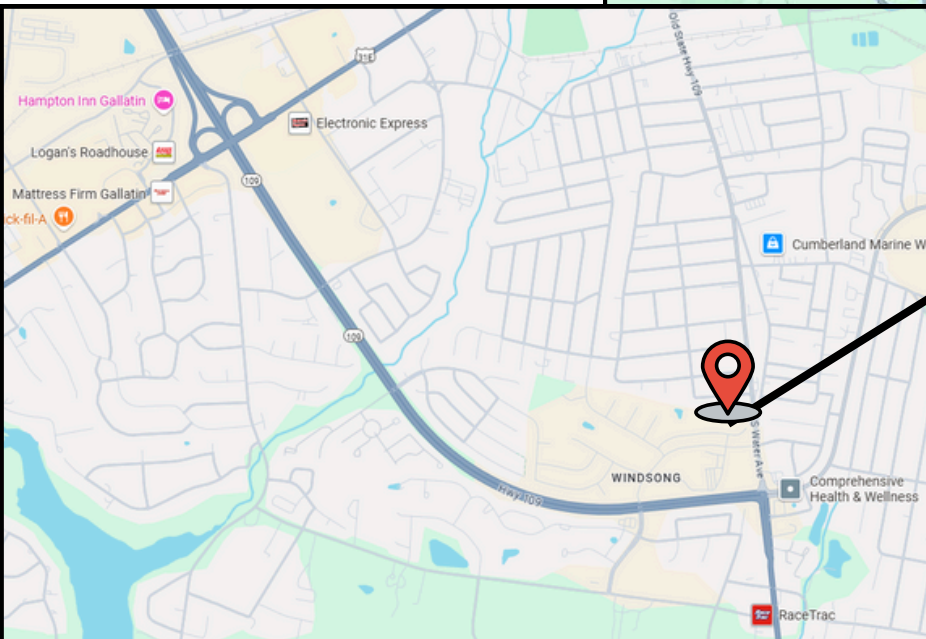 Old State Hwy 109
31E
Hampton Inn Gallatin
Electronic Express
Logan's Roadhouse
109
Mattress Firm Gallatin
ck-fil-A
Cumberland Marine W
109
S Water Ave
WINDSONG
Comprehensive
Health & Wellness
Hwy 109
RaceTrac